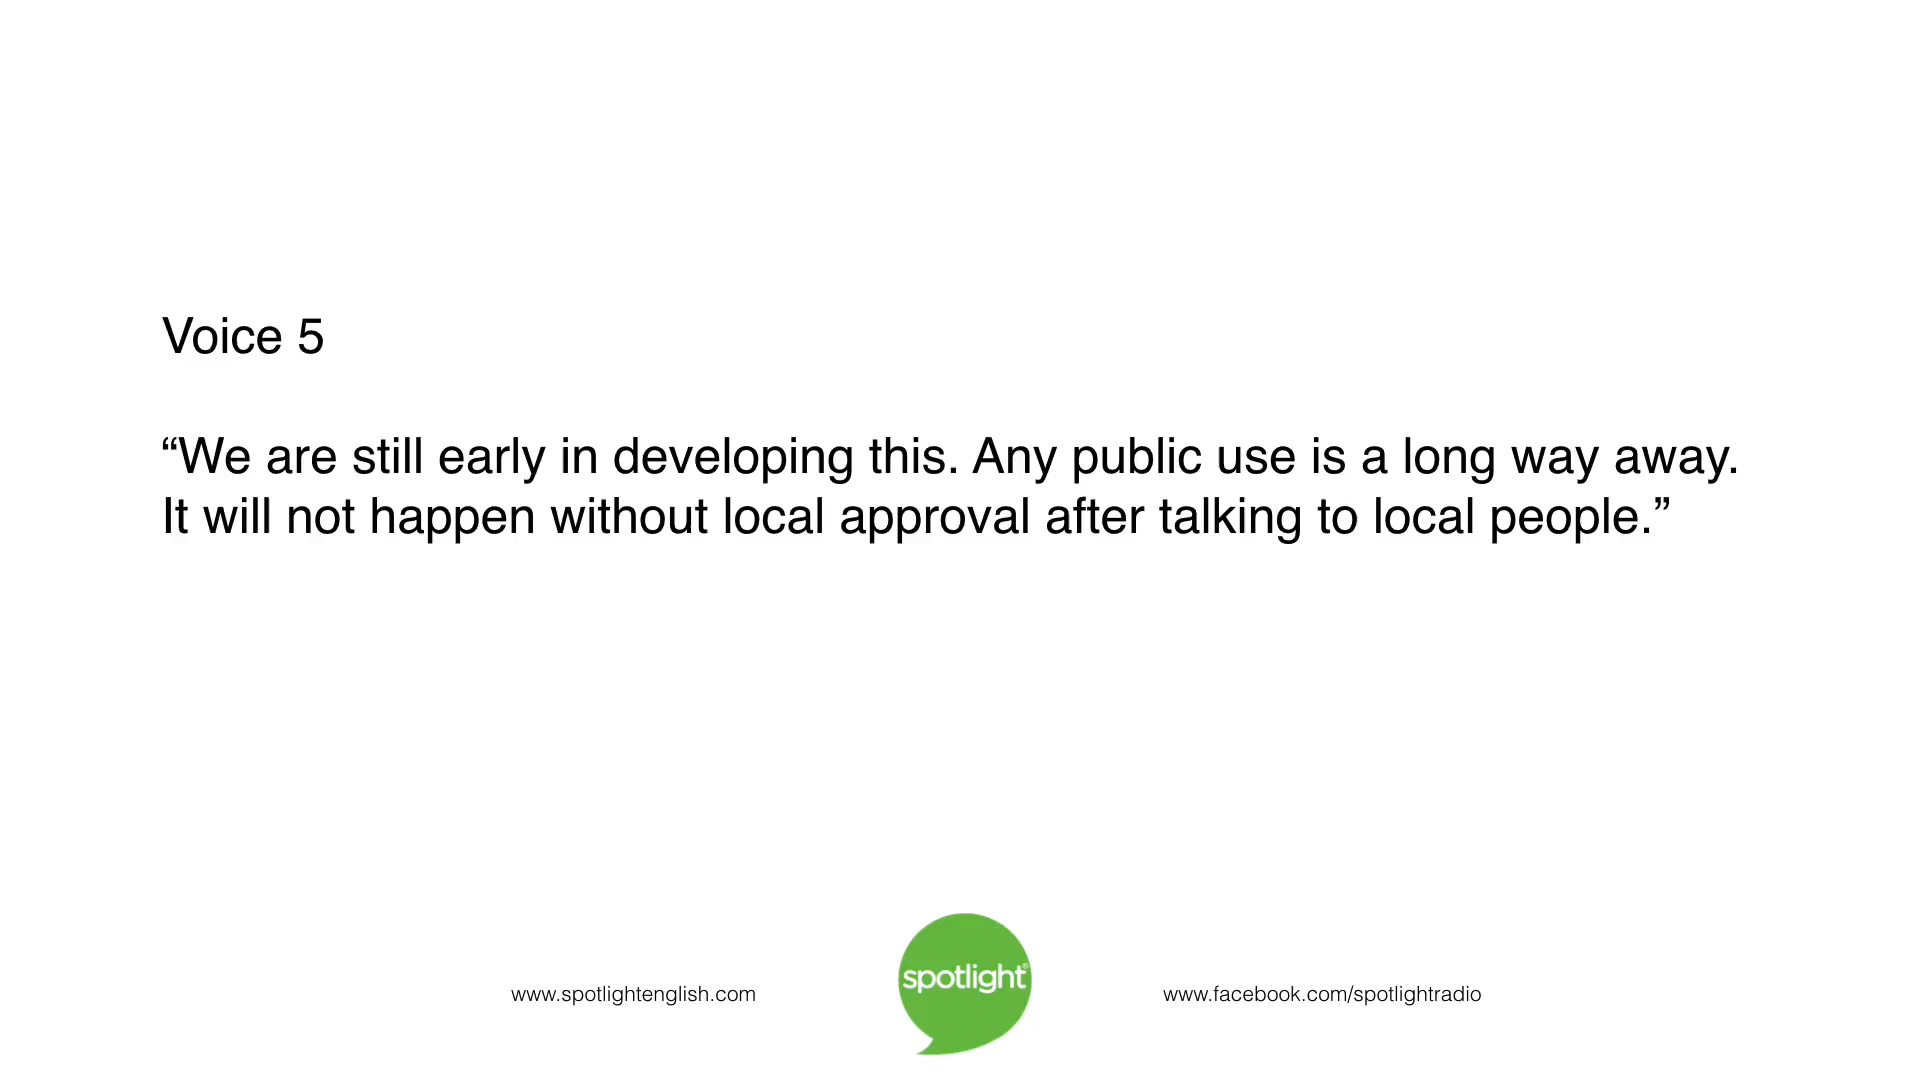 Voice 5
“We are still early in developing this. Any public use is a long way away.
It will not happen without local approval after talking to local people.”
www.spotlightenglish.com
spotlight®
www.facebook.com/spotlightradio